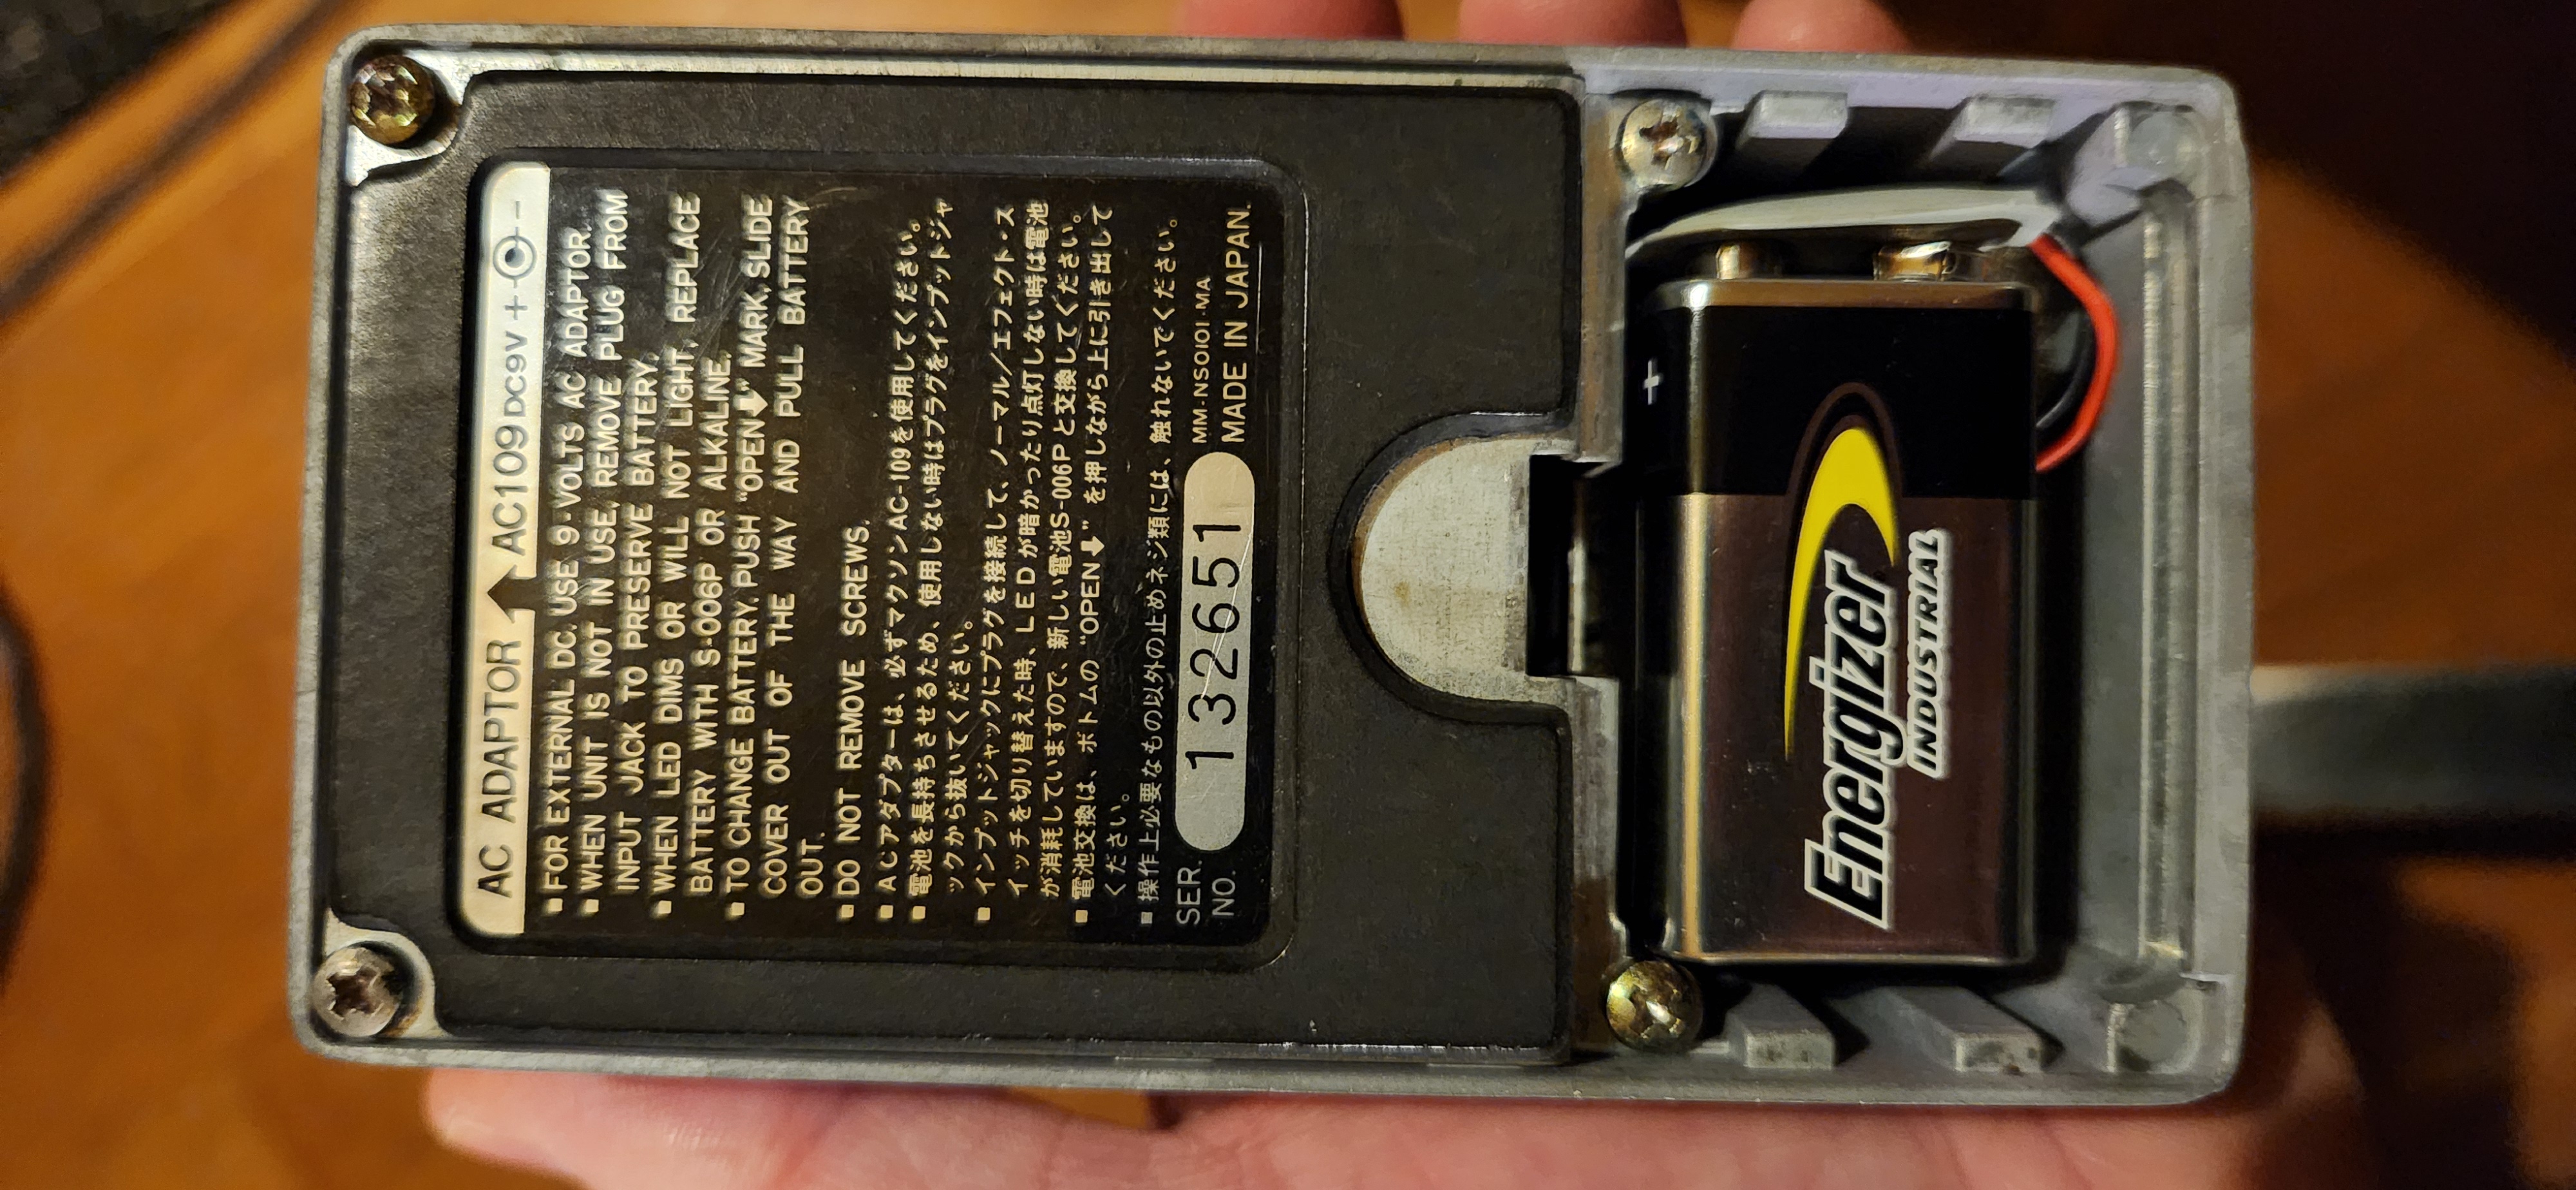 AC ADAPTOR AC109 DC9V + -
▪FOR EXTERNAL DC, USE 9-VOLTS AC ADAPTOR.
▪WHEN UNIT IS NOT IN USE, REMOVE PLUG FROM
INPUT JACK TO PRESERVE BATTERY.
▪WHEN LED DIMS OR WILL NOT LIGHT, REPLACE
BATTERY WITH S-006P OR ALKALINE.
▪TO CHANGE BATTERY, PUSH "OPEN⬇" MARK, SLIDE
COVER OUT OF THE WAY AND PULL BATTERY
OUT.
▪DO NOT REMOVE SCREWS.
▪ACアダプターは、必ずマクソンAC-109を使用してください。
▪電池を長持ちさせるため、使用しない時はプラグをインプットジャ
ックから抜いてください。
▪インプットジャックにプラグを接続して、ノーマル/エフェクト・ス
イッチを切り替えた時、LEDが暗かったり点灯しない時は電池
が消耗していますので、新しい電池S-006Pと交換してください。
▪電池交換は、ボトムの"OPEN⬇"を押しながら上に引き出して
ください。
▪操作上必要なもの以外の止めネジ類には、触れないでください。
SER.
NO. 132651
MM-NS0101-MA
MADE IN JAPAN.
+
Energizer
INDUSTRIAL